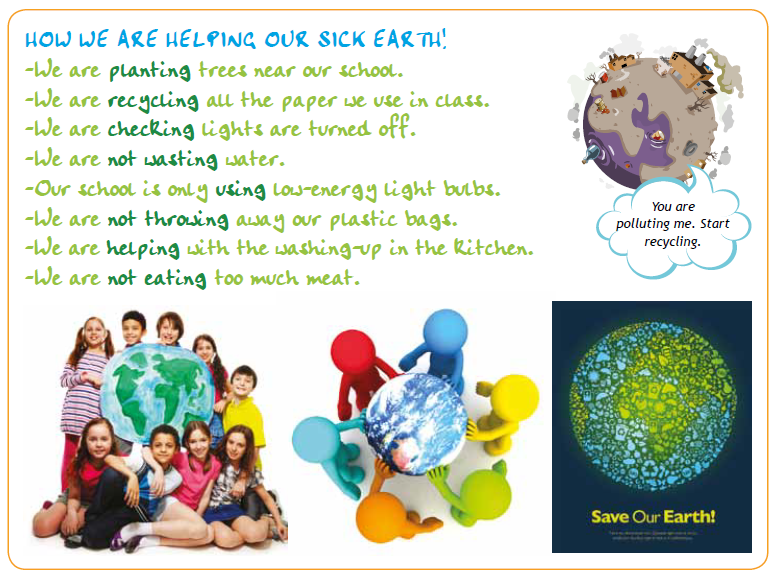 HOW WE ARE HELPING OUR SICK EARTH!
-We are planting trees near our school.
-We are recycling all the paper we use in class.
-We are checking lights are turned off.
-We are not wasting water.
-Our school is only using low-energy light bulbs.
-We are not throwing away our plastic bags.
-We are helping with the washing-up in the kitchen.
-We are not eating too much meat.
You are
polluting me. Start
recycling.
Save Our Earth!